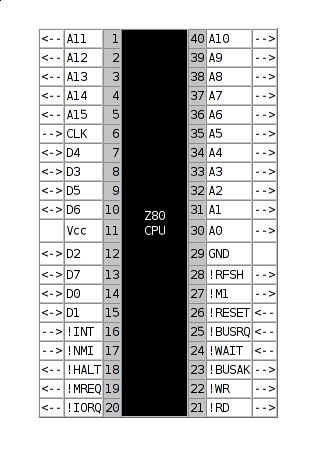 <-- A11 1 40 A10 -->
<-- A12 2 39 A9 -->
<-- A13 3 38 A8 -->
<-- A14 4 37 A7 -->
<-- A15 5 36 A6 -->
--> CLK 6 35 A5 -->
<-> D4 7 34 A4 -->
<-> D3 8 33 A3 -->
<-> D5 9 32 A2 -->
<-> D6 10 Z80 31 A1 -->
Vcc 11 CPU 30 A0 -->
<-> D2 12 29 GND
<-> D7 13 28 !RFSH -->
<-> D0 14 27 !M1 -->
<-> D1 15 26 !RESET <--
--> !INT 16 25 !BUSRQ <--
--> !NMI 17 24 !WAIT <--
<-- !HALT 18 23 !BUSAK -->
<-- !MREQ 19 22 !WR -->
<-- !IORQ 20 21 !RD -->